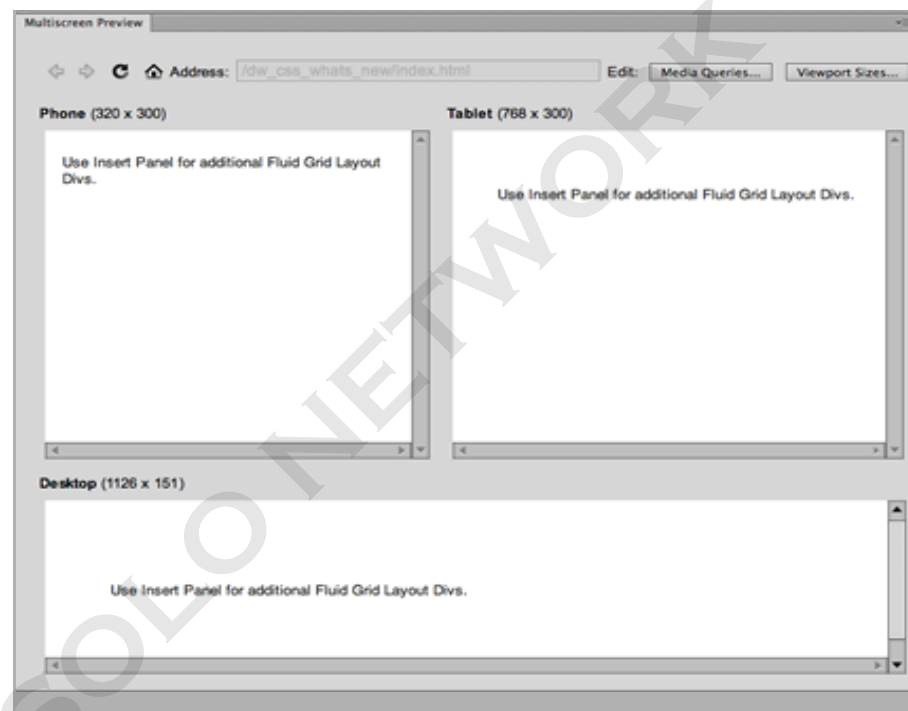 Multiscreen Preview
Address: /dw_css_whats_new/index.html Edit: Media Queries... Viewport Sizes...
Phone (320 x 300) Tablet (768 x 300)
Use Insert Panel for additional Fluid Grid Layout
Divs.
Use Insert Panel for additional Fluid Grid Layout Divs.
Desktop (1126 x 151)
Use Insert Panel for additional Fluid Grid Layout Divs.
SOLO NETWORK